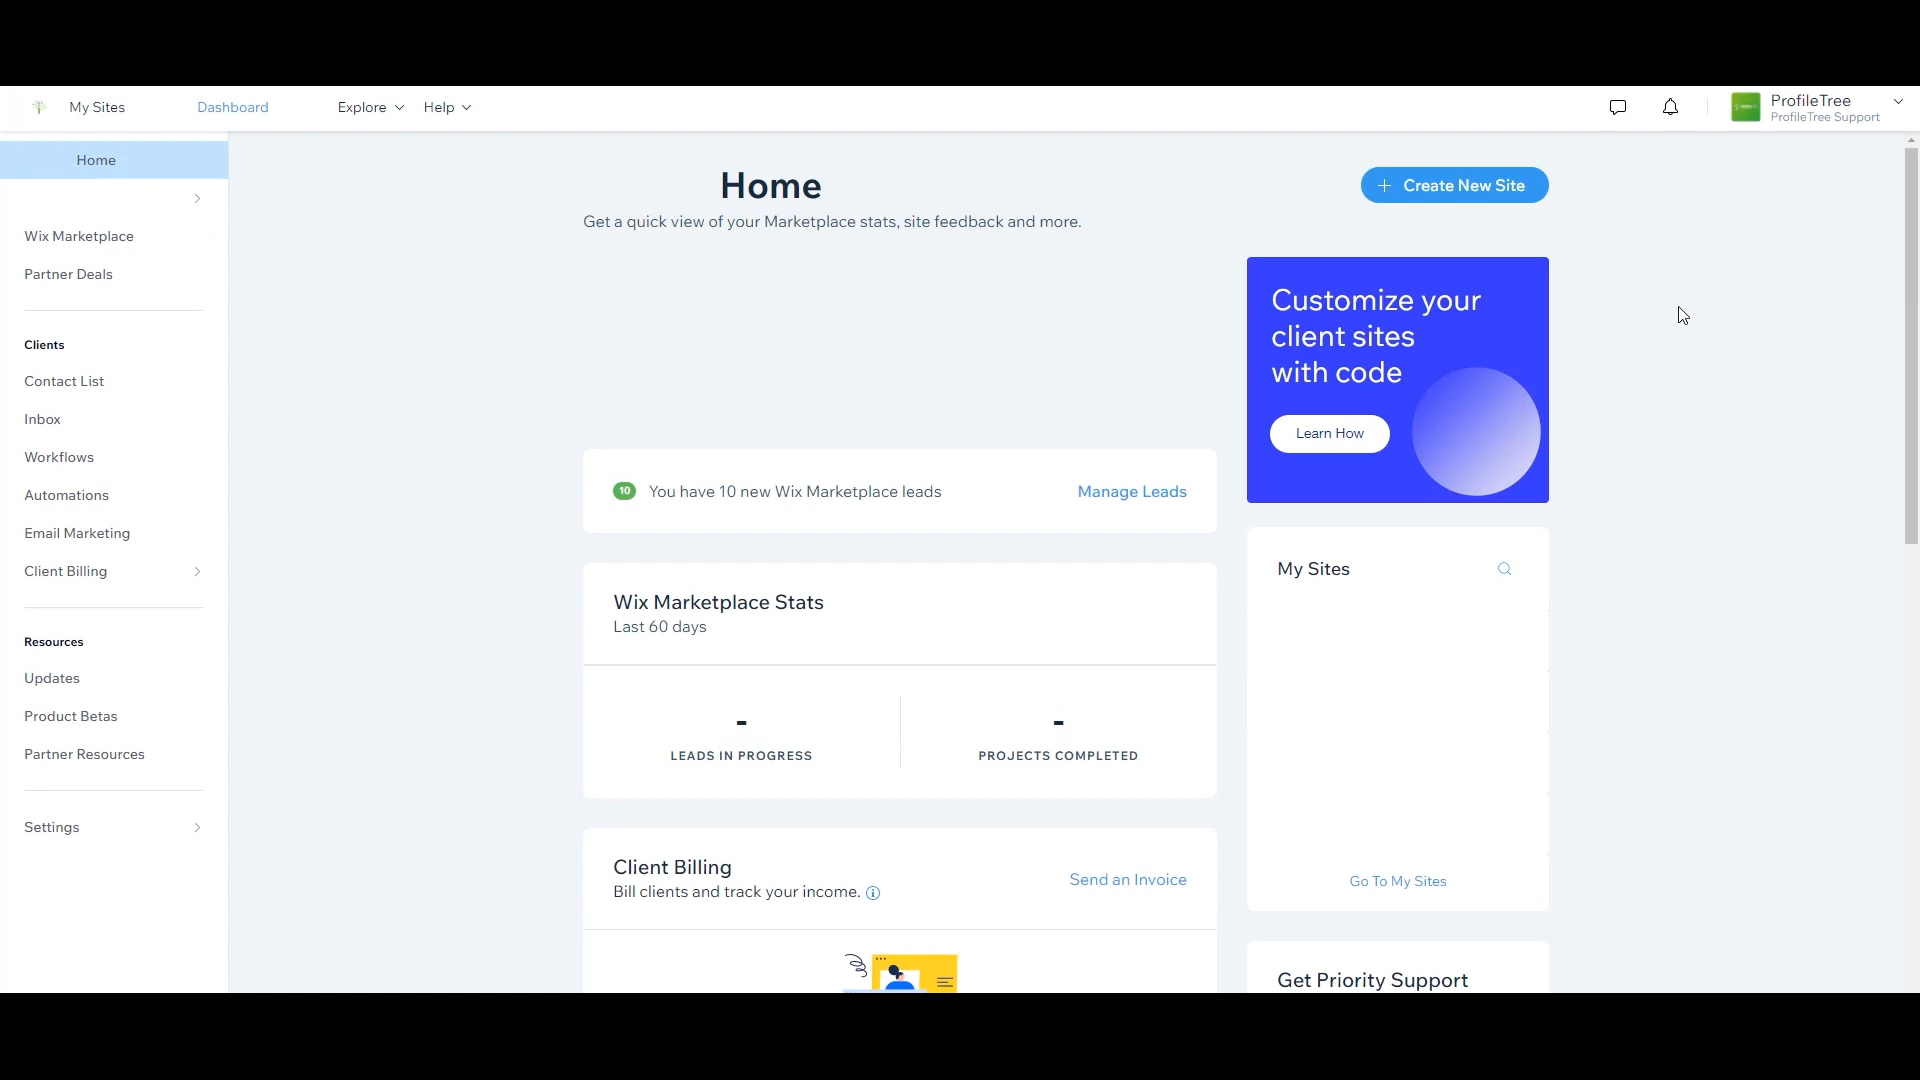 My Sites
Dashboard
Explore
Help
ProfileTree
ProfileTree Support
Home
Wix Marketplace
Partner Deals
Clients
Contact List
Inbox
Workflows
Automations
Email Marketing
Client Billing
Resources
Updates
Product Betas
Partner Resources
Settings
Home
Get a quick view of your Marketplace stats, site feedback and more.
+ Create New Site
10
You have 10 new Wix Marketplace leads
Manage Leads
Wix Marketplace Stats
Last 60 days
-
LEADS IN PROGRESS
-
PROJECTS COMPLETED
Client Billing
Bill clients and track your income.
Send an Invoice
Customize your
client sites
with code
Learn How
My Sites
Go To My Sites
Get Priority Support